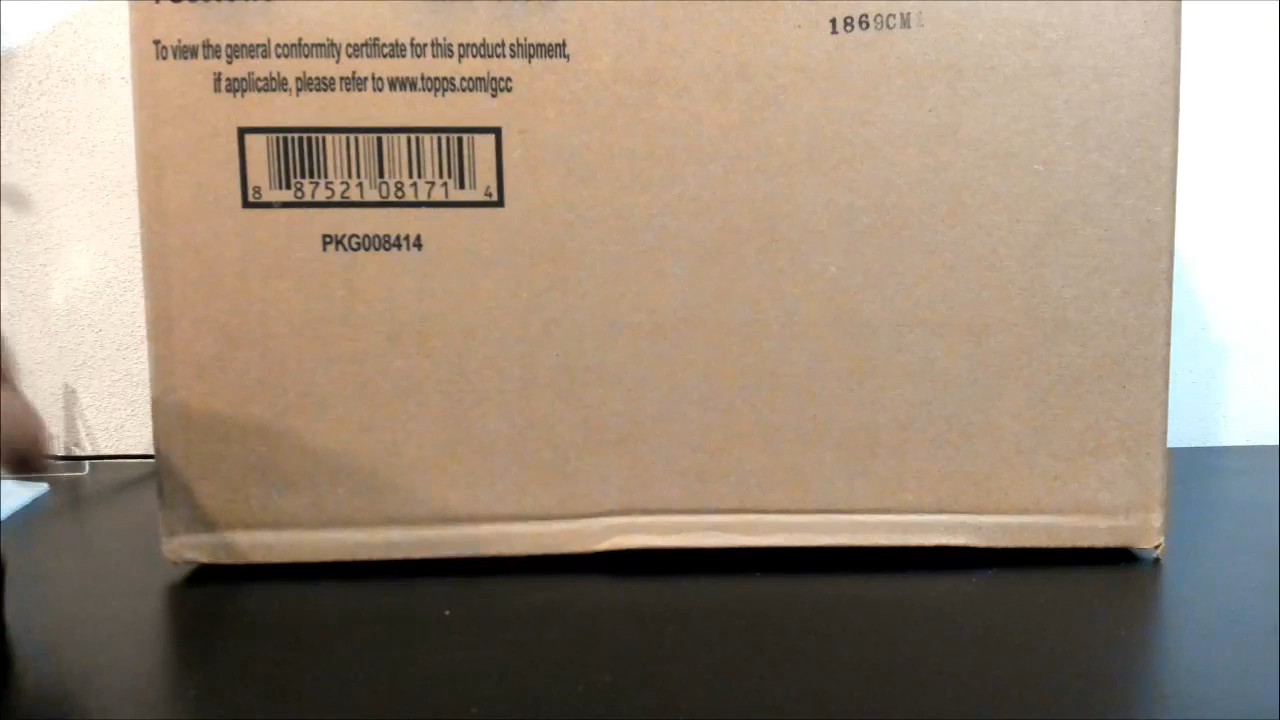 1869CM
To view the general conformity certificate for this product shipment,
if applicable, please refer to www.topps.com/gcc
8 87521 08171 4
PKG008414